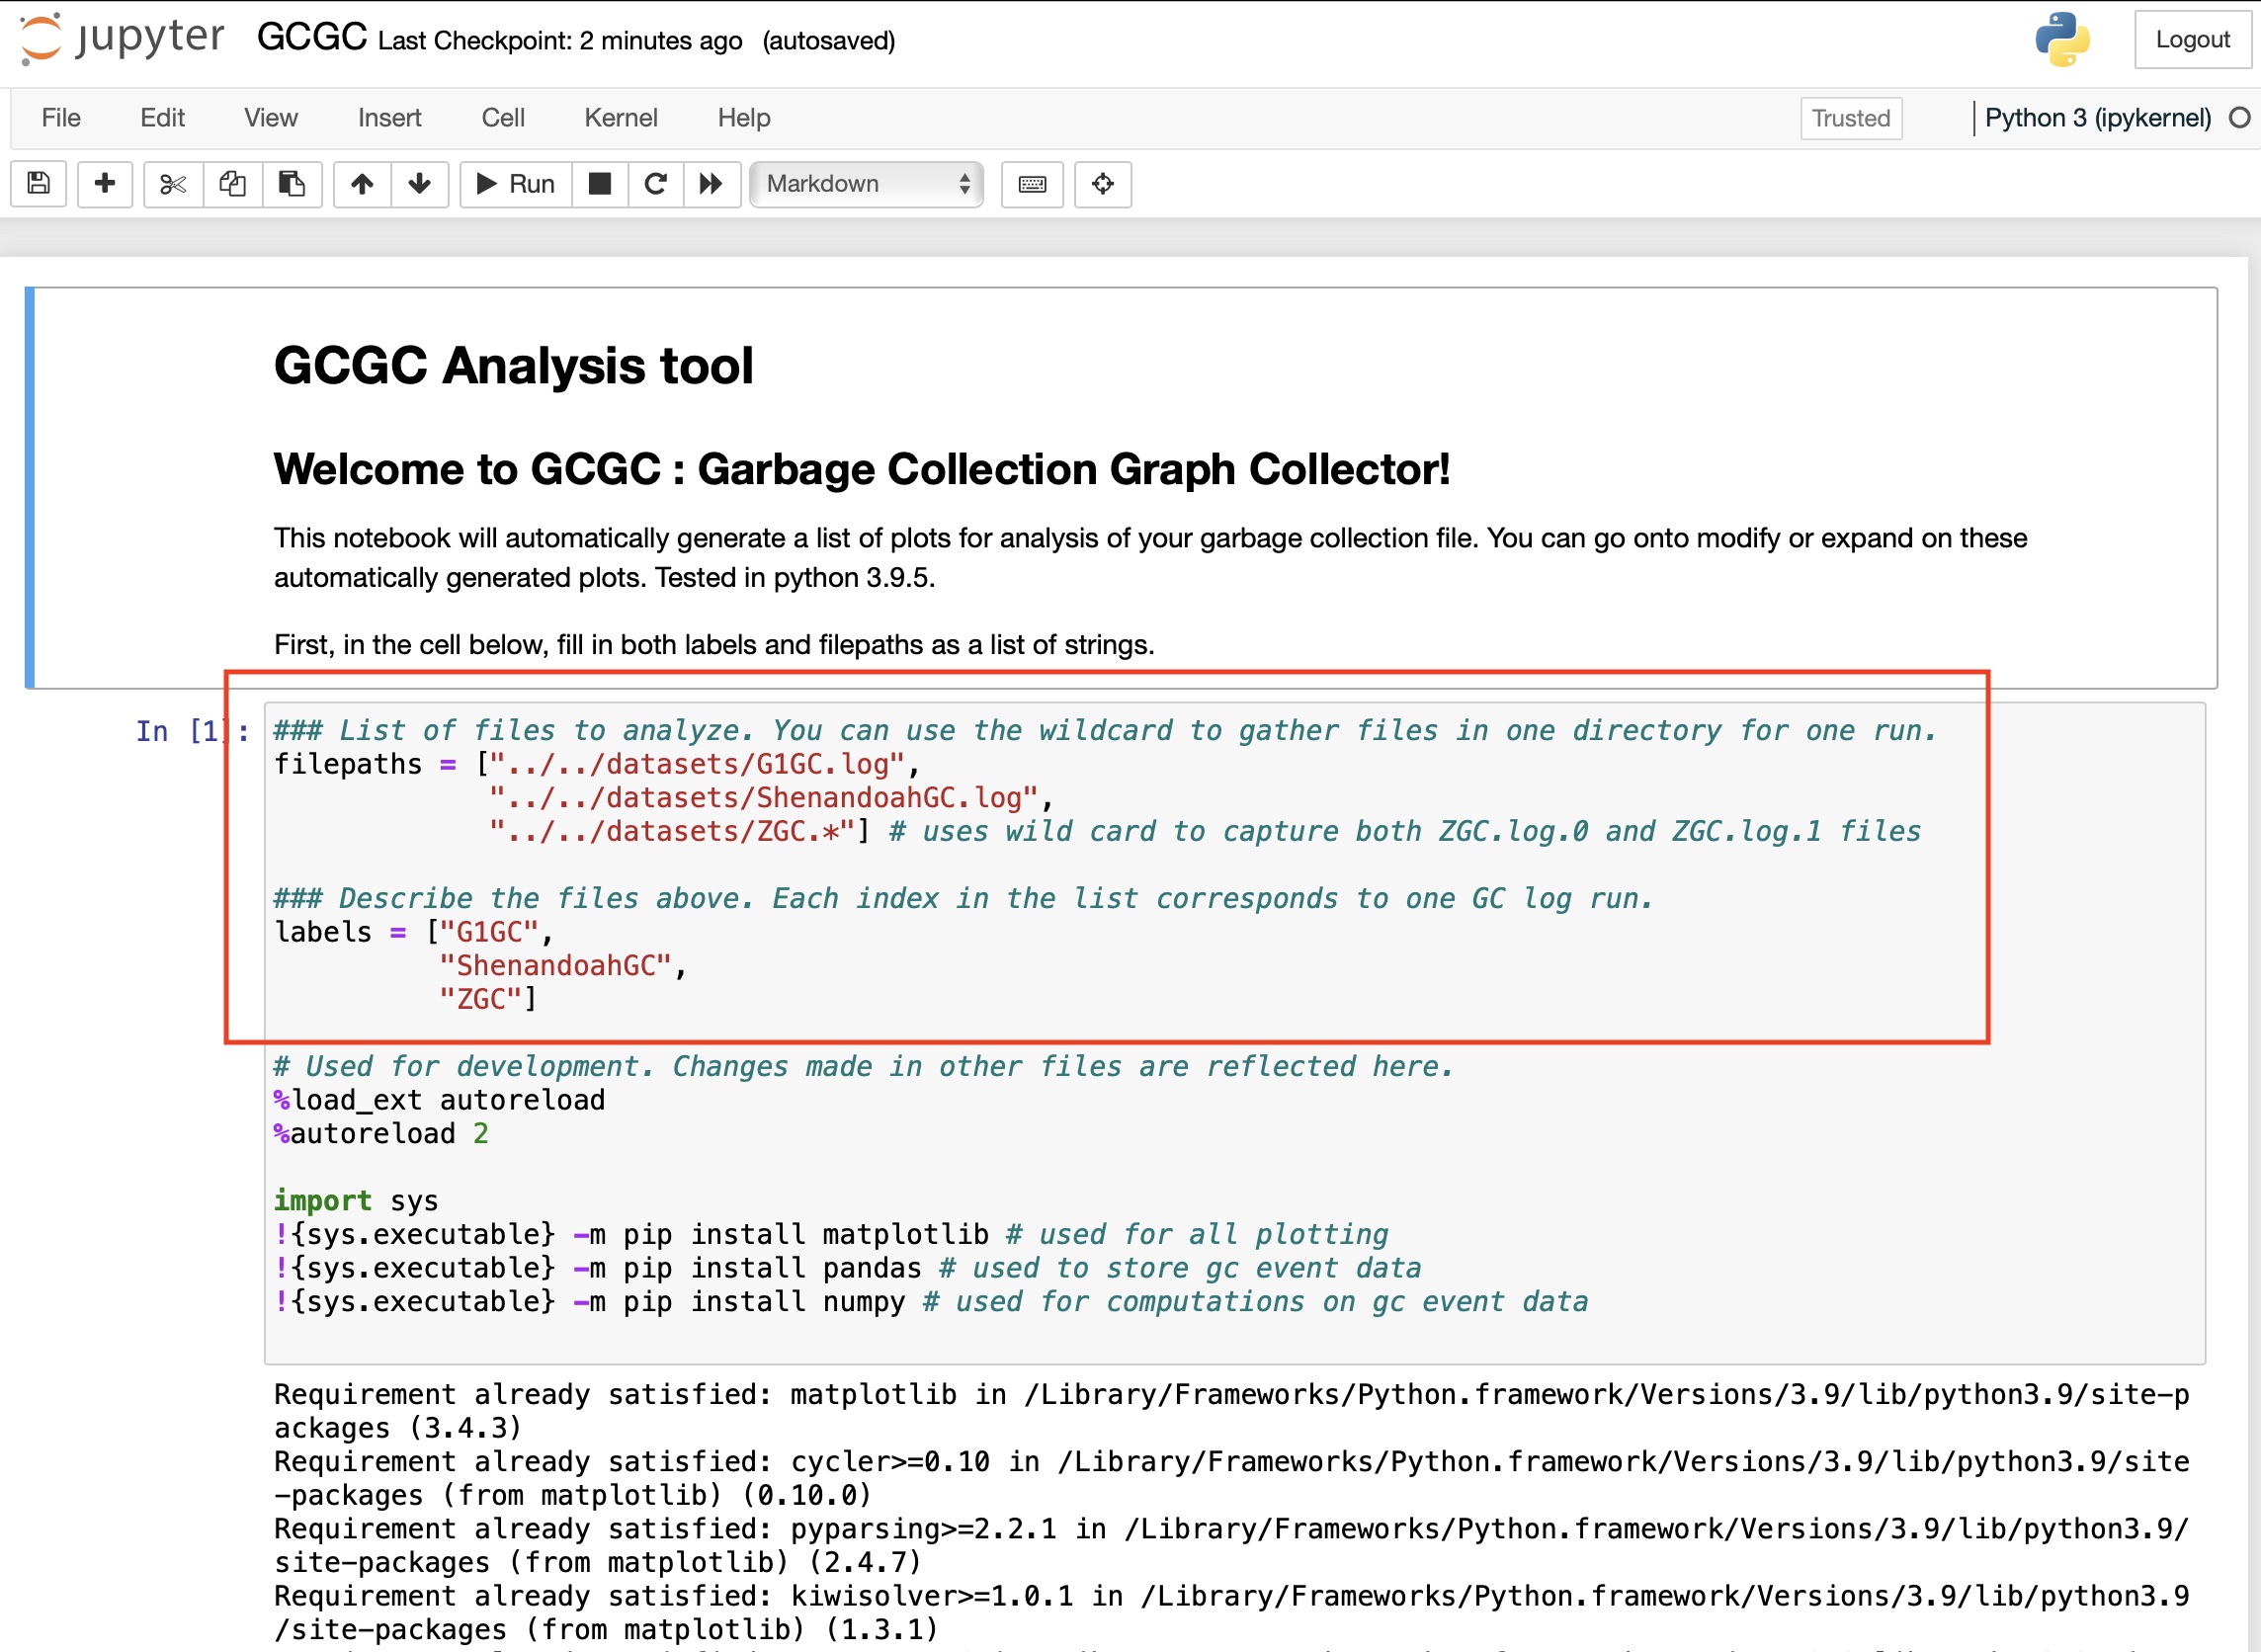 jupyter GCGC Last Checkpoint: 2 minutes ago (autosaved) Logout
File Edit View Insert Cell Kernel Help Trusted Python 3 (ipykernel)
Run Markdown
GCGC Analysis tool
Welcome to GCGC : Garbage Collection Graph Collector!
This notebook will automatically generate a list of plots for analysis of your garbage collection file. You can go onto modify or expand on these
automatically generated plots. Tested in python 3.9.5.
First, in the cell below, fill in both labels and filepaths as a list of strings.
In [1]: ### List of files to analyze. You can use the wildcard to gather files in one directory for one run.
filepaths = ["../../datasets/G1GC.log",
"../../datasets/ShenandoahGC.log",
"../../datasets/ZGC.*"] # uses wild card to capture both ZGC.log.0 and ZGC.log.1 files
### Describe the files above. Each index in the list corresponds to one GC log run.
labels = ["G1GC",
"ShenandoahGC",
"ZGC"]
# Used for development. Changes made in other files are reflected here.
%load_ext autoreload
%autoreload 2
import sys
!{sys.executable} -m pip install matplotlib # used for all plotting
!{sys.executable} -m pip install pandas # used to store gc event data
!{sys.executable} -m pip install numpy # used for computations on gc event data
Requirement already satisfied: matplotlib in /Library/Frameworks/Python.framework/Versions/3.9/lib/python3.9/site-p
ackages (3.4.3)
Requirement already satisfied: cycler>=0.10 in /Library/Frameworks/Python.framework/Versions/3.9/lib/python3.9/site
-packages (from matplotlib) (0.10.0)
Requirement already satisfied: pyparsing>=2.2.1 in /Library/Frameworks/Python.framework/Versions/3.9/lib/python3.9/
site-packages (from matplotlib) (2.4.7)
Requirement already satisfied: kiwisolver>=1.0.1 in /Library/Frameworks/Python.framework/Versions/3.9/lib/python3.9
/site-packages (from matplotlib) (1.3.1)